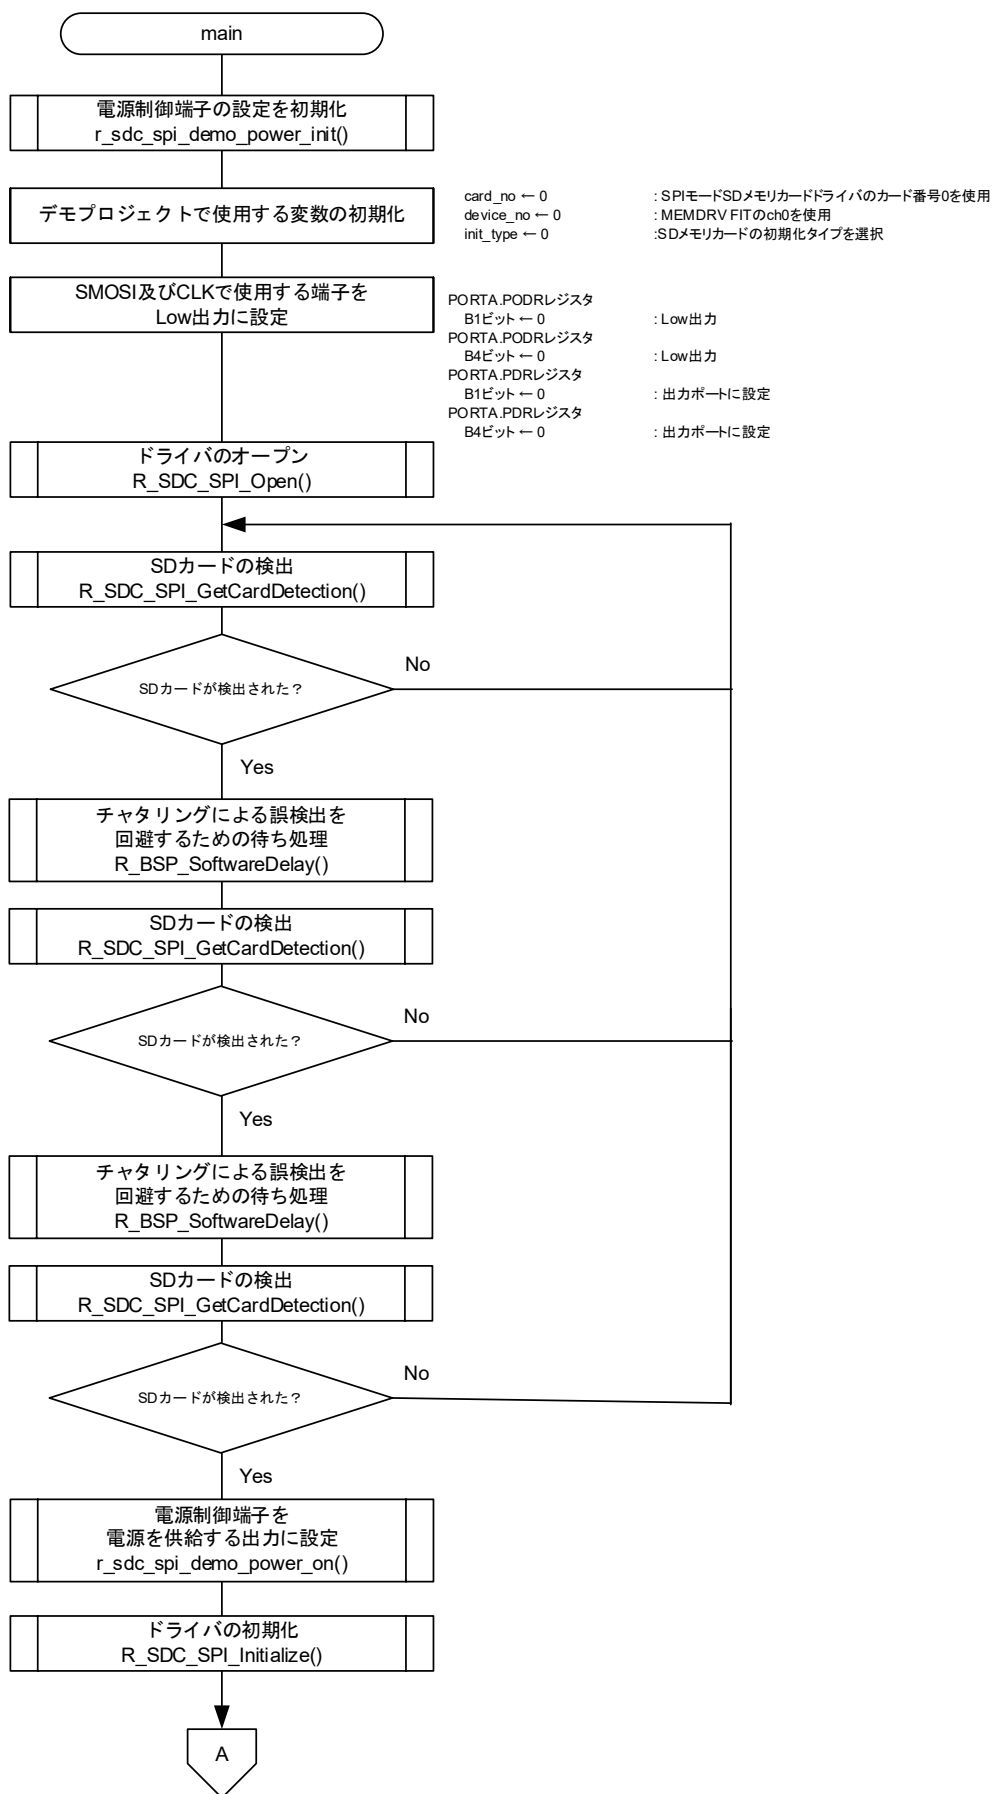 main
電源制御端子の設定を初期化
r_sdc_spi_demo_power_init()
デモプロジェクトで使用する変数の初期化
card_no ← 0 : SPIモードSDメモリカードドライバのカード番号0を使用
device_no ← 0 : MEMDRV FITのch0を使用
init_type ← 0 :SDメモリカードの初期化タイプを選択
SMOSI及びCLKで使用する端子を
Low出力に設定
PORTA.PODRレジスタ
B1ビット ← 0 : Low出力
PORTA.PODRレジスタ
B4ビット ← 0 : Low出力
PORTA.PDRレジスタ
B1ビット ← 0 : 出力ポートに設定
PORTA.PDRレジスタ
B4ビット ← 0 : 出力ポートに設定
ドライバのオープン
R_SDC_SPI_Open()
SDカードの検出
R_SDC_SPI_GetCardDetection()
No
SDカードが検出された？
Yes
チャタリングによる誤検出を
回避するための待ち処理
R_BSP_SoftwareDelay()
SDカードの検出
R_SDC_SPI_GetCardDetection()
No
SDカードが検出された？
Yes
チャタリングによる誤検出を
回避するための待ち処理
R_BSP_SoftwareDelay()
SDカードの検出
R_SDC_SPI_GetCardDetection()
No
SDカードが検出された？
Yes
電源制御端子を
電源を供給する出力に設定
r_sdc_spi_demo_power_on()
ドライバの初期化
R_SDC_SPI_Initialize()
A